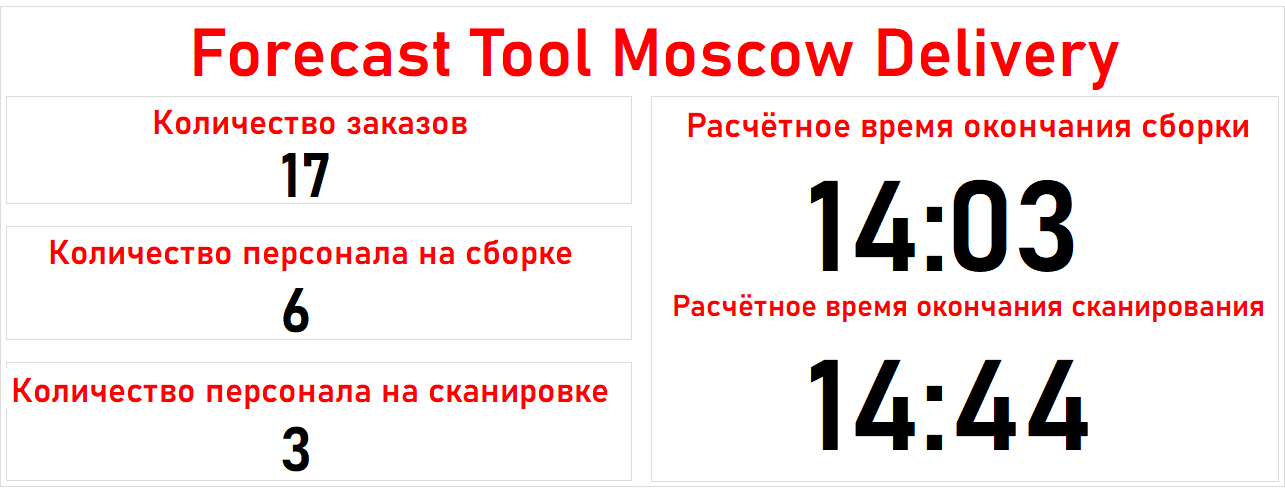 Forecast Tool Moscow Delivery
Количество заказов
17
Количество персонала на сборке
6
Количество персонала на сканировке
3
Расчётное время окончания сборки
14:03
Расчётное время окончания сканирования
14:44